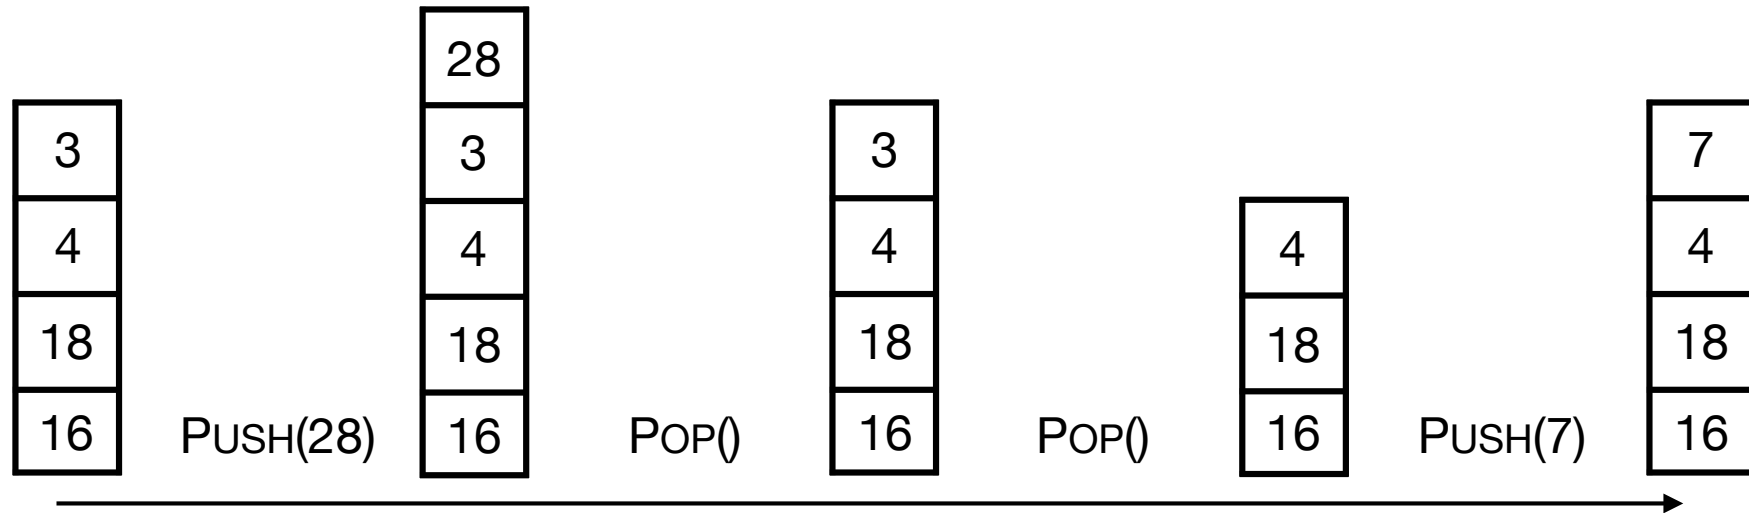 28
3 3 3 7
4 4 4 4 4
18 18 18 18 18
16 PUSH(28) 16 POP() 16 POP() 16 PUSH(7) 16